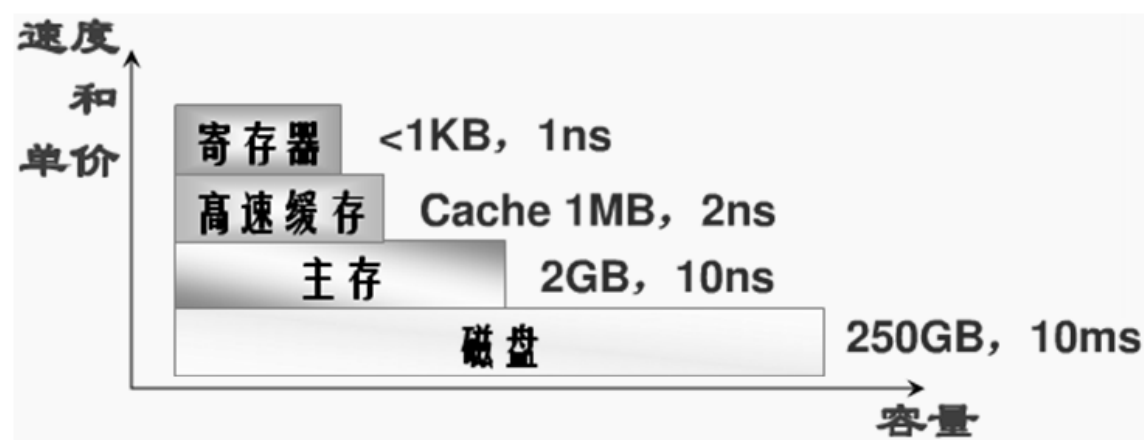 速度
和
单价
寄存器 <1KB，1ns
高速缓存 Cache 1MB，2ns
主存 2GB，10ns
磁盘 250GB，10ms
容量